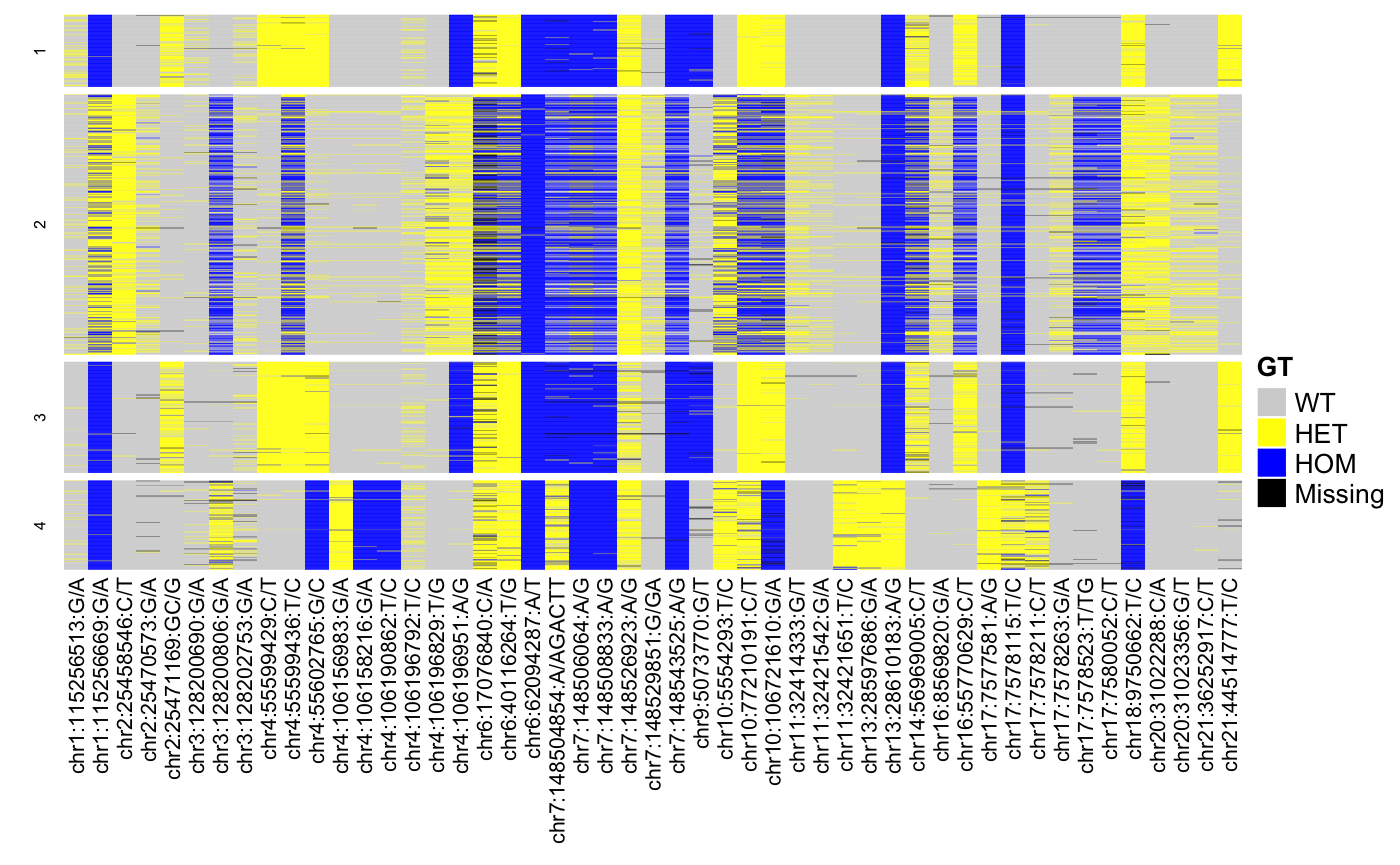 1
2
3
4
GT
WT
HET
HOM
Missing
chr1:115256513:G/A
chr1:115256669:G/A
chr2:25458546:C/T
chr2:25470573:G/A
chr2:25471169:GC/G
chr3:128200690:G/A
chr3:128200806:G/A
chr3:128202753:G/A
chr4:55599429:C/T
chr4:55599436:T/C
chr4:55602765:G/C
chr4:106156983:G/A
chr4:106158216:G/A
chr4:106190862:T/C
chr4:106196792:T/C
chr4:106196829:T/G
chr4:106196951:A/G
chr6:17076840:C/A
chr6:40116264:T/G
chr6:62094287:A/T
chr7:148504854:A/AGACTT
chr7:148506064:A/G
chr7:148508833:A/G
chr7:148526923:A/G
chr7:148529851:G/GA
chr7:148543525:A/G
chr9:5073770:G/T
chr10:5554293:T/C
chr10:77210191:C/T
chr10:106721610:G/A
chr11:32414333:G/T
chr11:32421542:G/A
chr11:32421651:T/C
chr13:28597686:G/A
chr13:28610183:A/G
chr14:56969005:C/T
chr16:8569820:G/A
chr16:55770629:C/T
chr17:7577581:A/G
chr17:7578115:T/C
chr17:7578211:C/T
chr17:7578263:G/A
chr17:7578523:T/TG
chr17:7580052:C/T
chr18:9750662:T/C
chr20:31022288:C/A
chr20:31023356:G/T
chr21:36252917:C/T
chr21:44514777:T/C